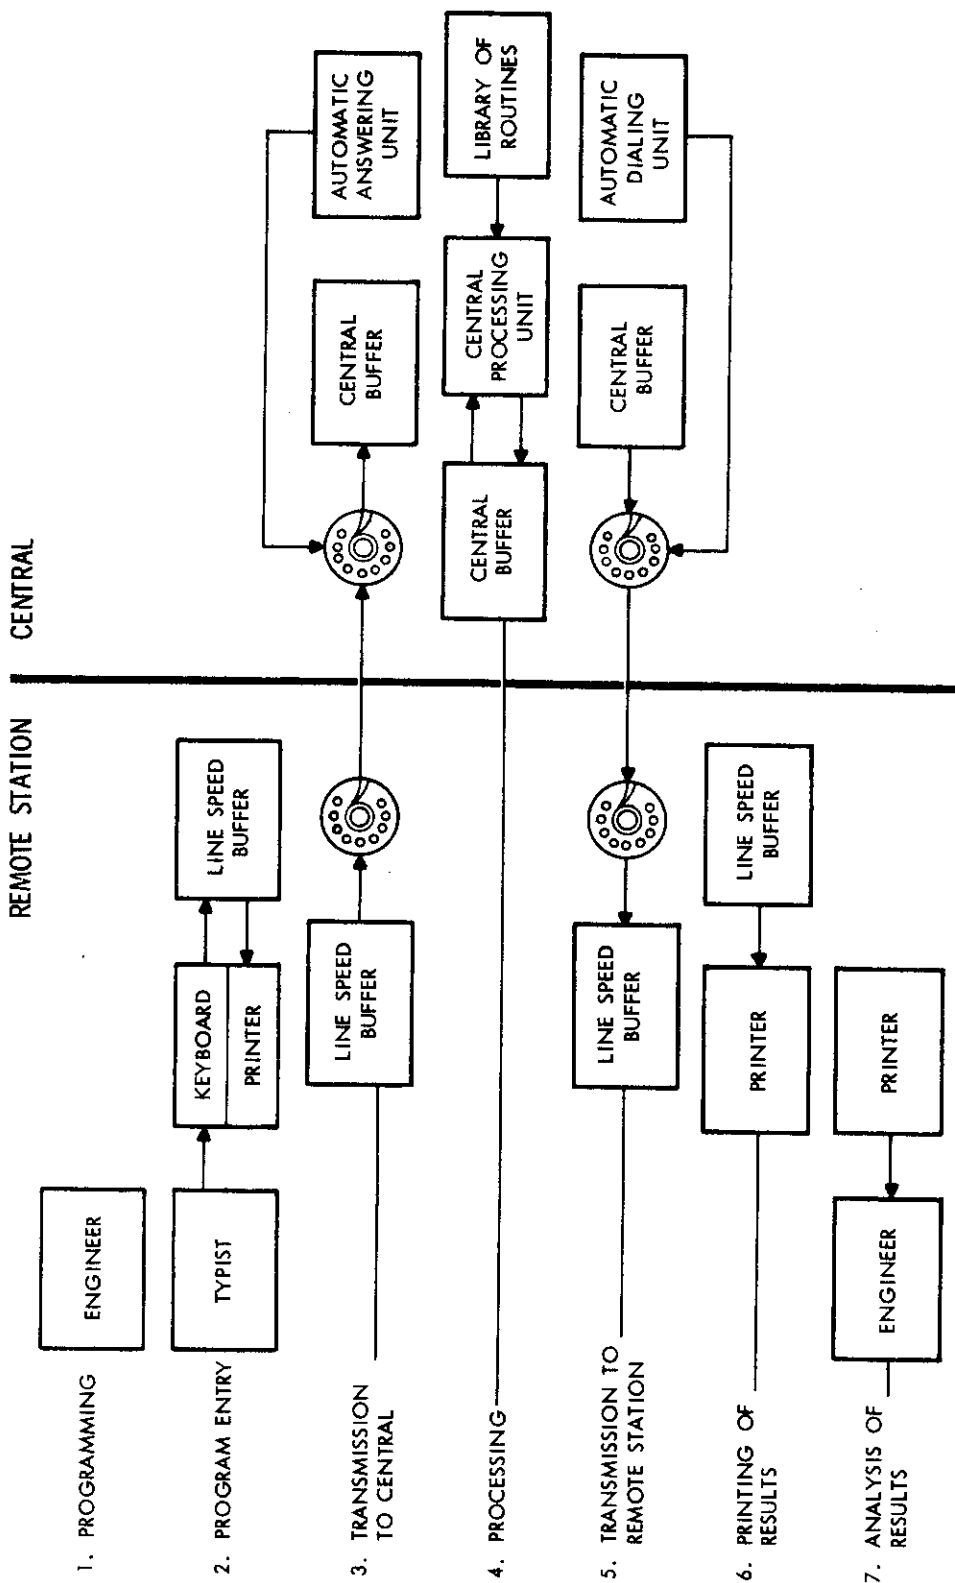 REMOTE STATION
CENTRAL
1. PROGRAMMING
ENGINEER
2. PROGRAM ENTRY
TYPIST
KEYBOARD
PRINTER
LINE SPEED
BUFFER
3. TRANSMISSION
TO CENTRAL
LINE SPEED
BUFFER
CENTRAL
BUFFER
AUTOMATIC
ANSWERING
UNIT
4. PROCESSING
CENTRAL
BUFFER
CENTRAL
PROCESSING
UNIT
LIBRARY OF
ROUTINES
5. TRANSMISSION TO
REMOTE STATION
LINE SPEED
BUFFER
CENTRAL
BUFFER
AUTOMATIC
DIALING
UNIT
6. PRINTING OF
RESULTS
PRINTER
LINE SPEED
BUFFER
7. ANALYSIS OF
RESULTS
ENGINEER
PRINTER